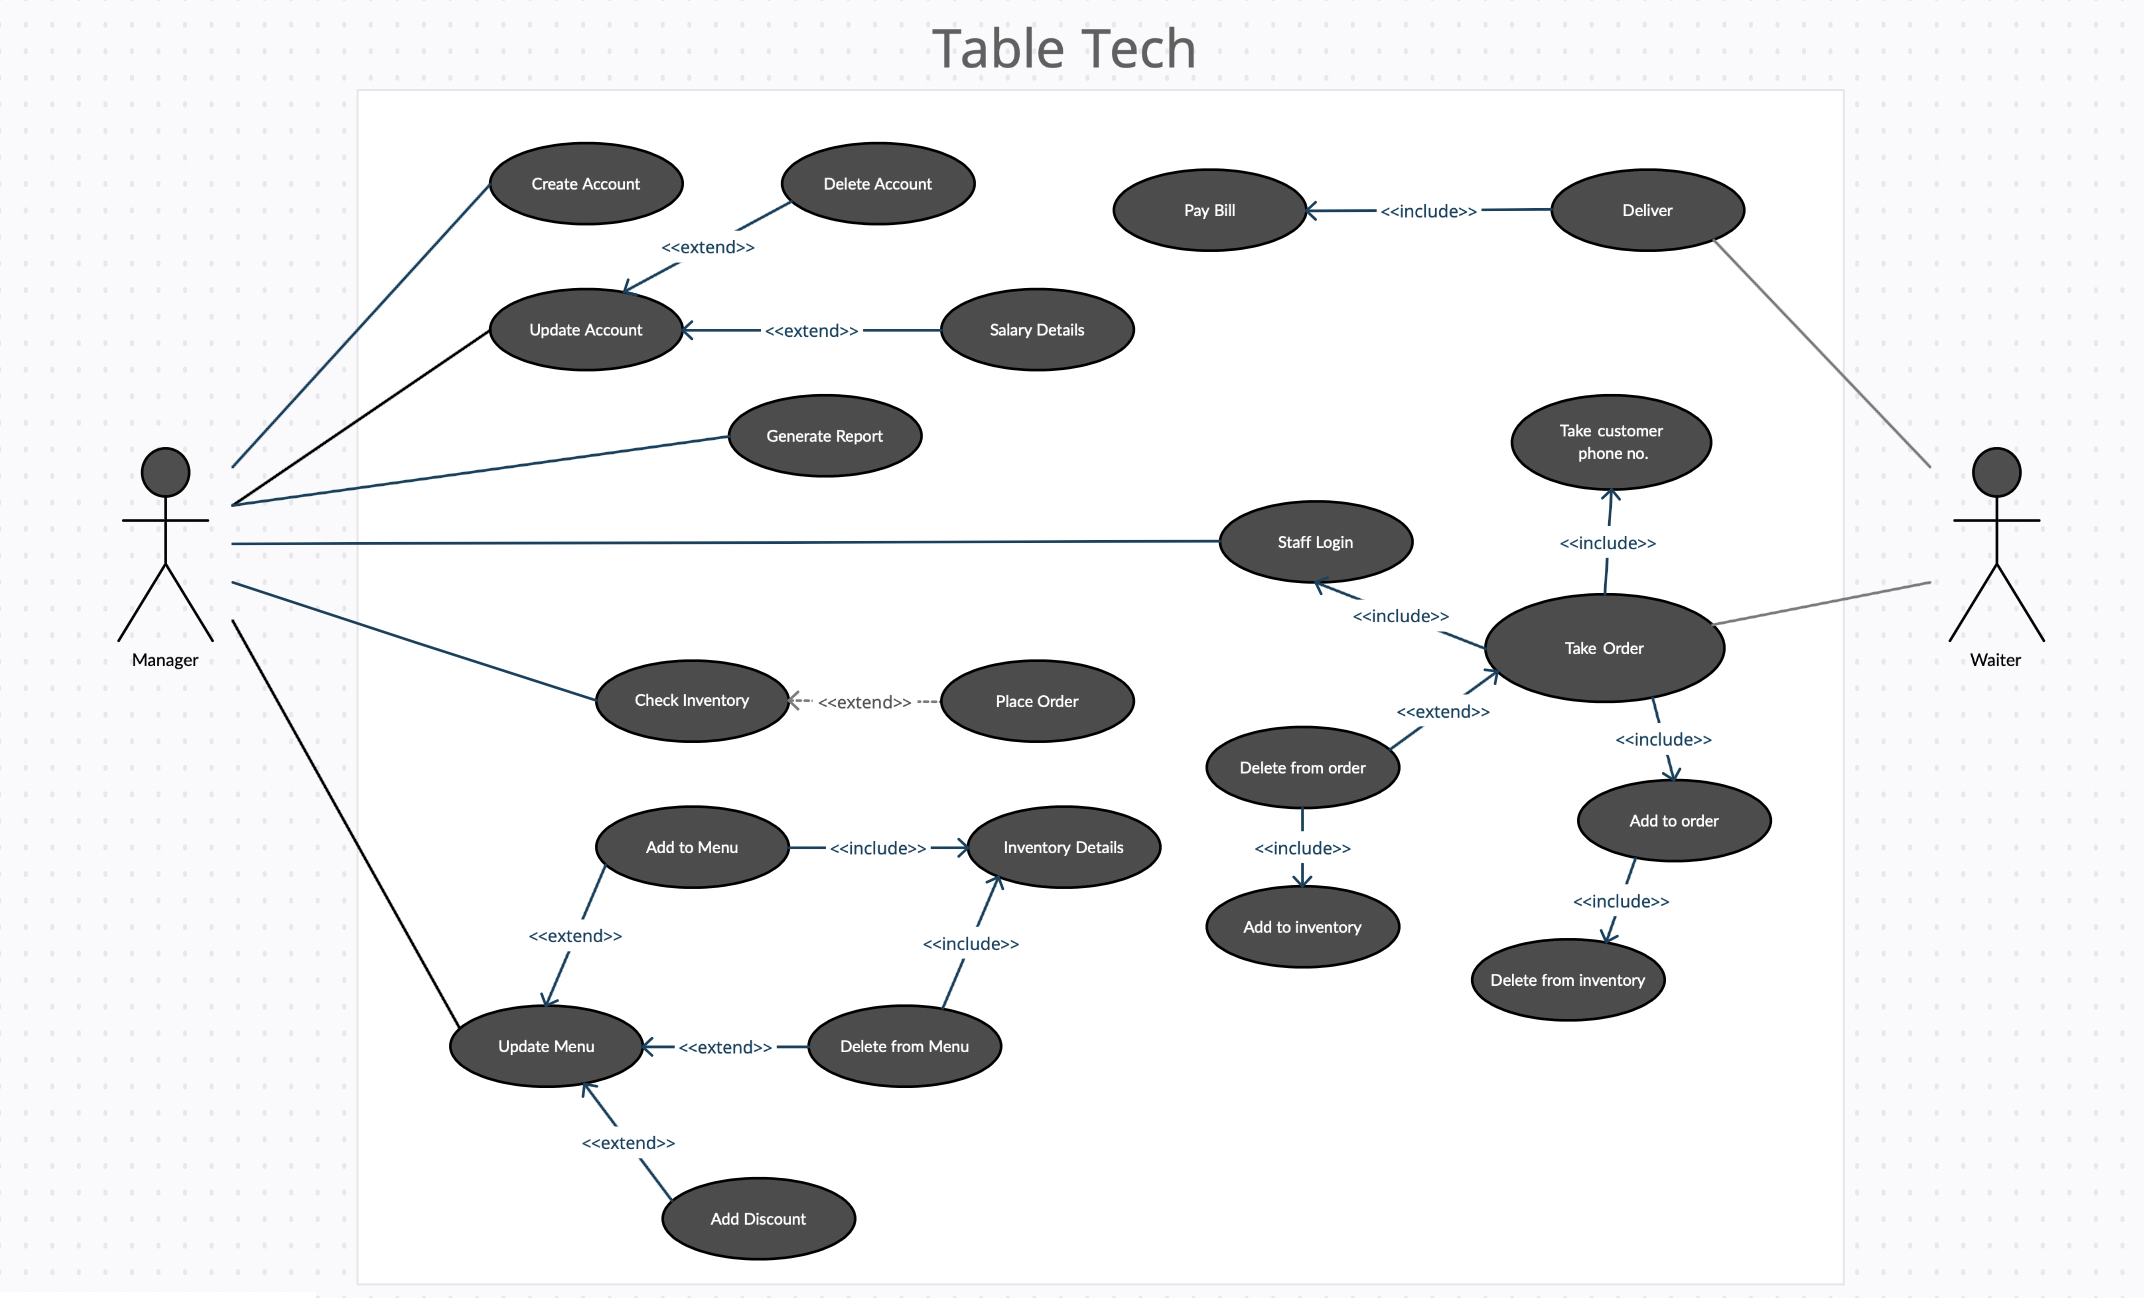 Table Tech
Create Account
Delete Account
Pay Bill
<<include>>
Deliver
<<extend>>
Update Account
<<extend>>
Salary Details
Generate Report
Take customer
phone no.
Staff Login
<<include>>
<<include>>
Take Order
Manager
Waiter
Check Inventory
<<extend>>
Place Order
<<extend>>
<<include>>
Delete from order
Add to order
Add to Menu
<<include>>
Inventory Details
<<include>>
<<include>>
<<extend>>
<<include>>
Add to inventory
Delete from inventory
Update Menu
<<extend>>
Delete from Menu
<<extend>>
Add Discount